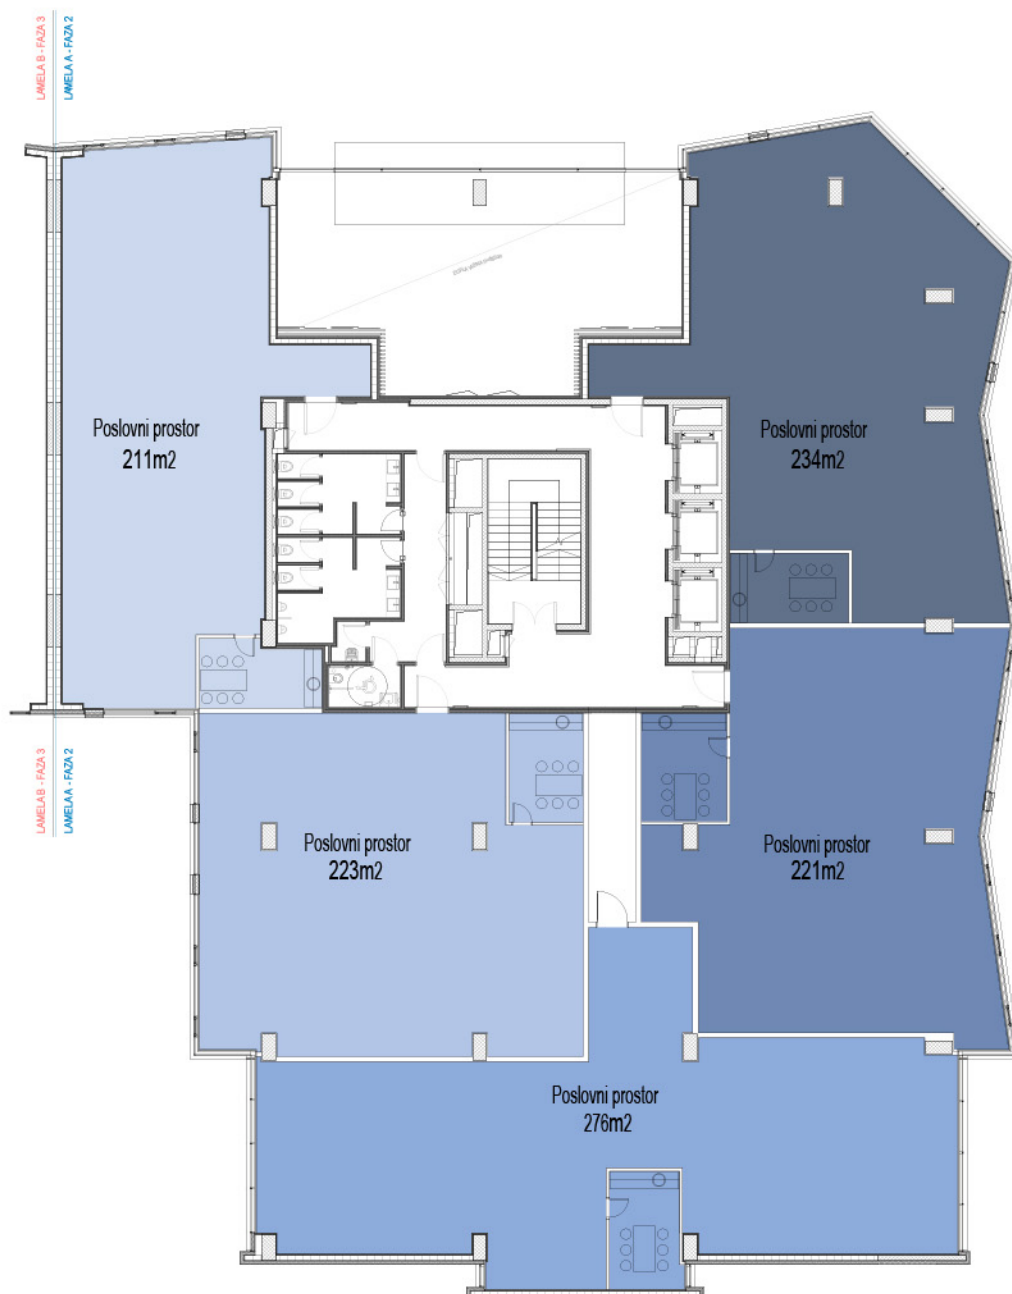 LAMELA B - FAZA 3
LAMELA A - FAZA 2
Poslovni prostor
211m2
Poslovni prostor
234m2
Poslovni prostor
223m2
Poslovni prostor
221m2
Poslovni prostor
276m2
LAMELA B - FAZA 3
LAMELA A - FAZA 2